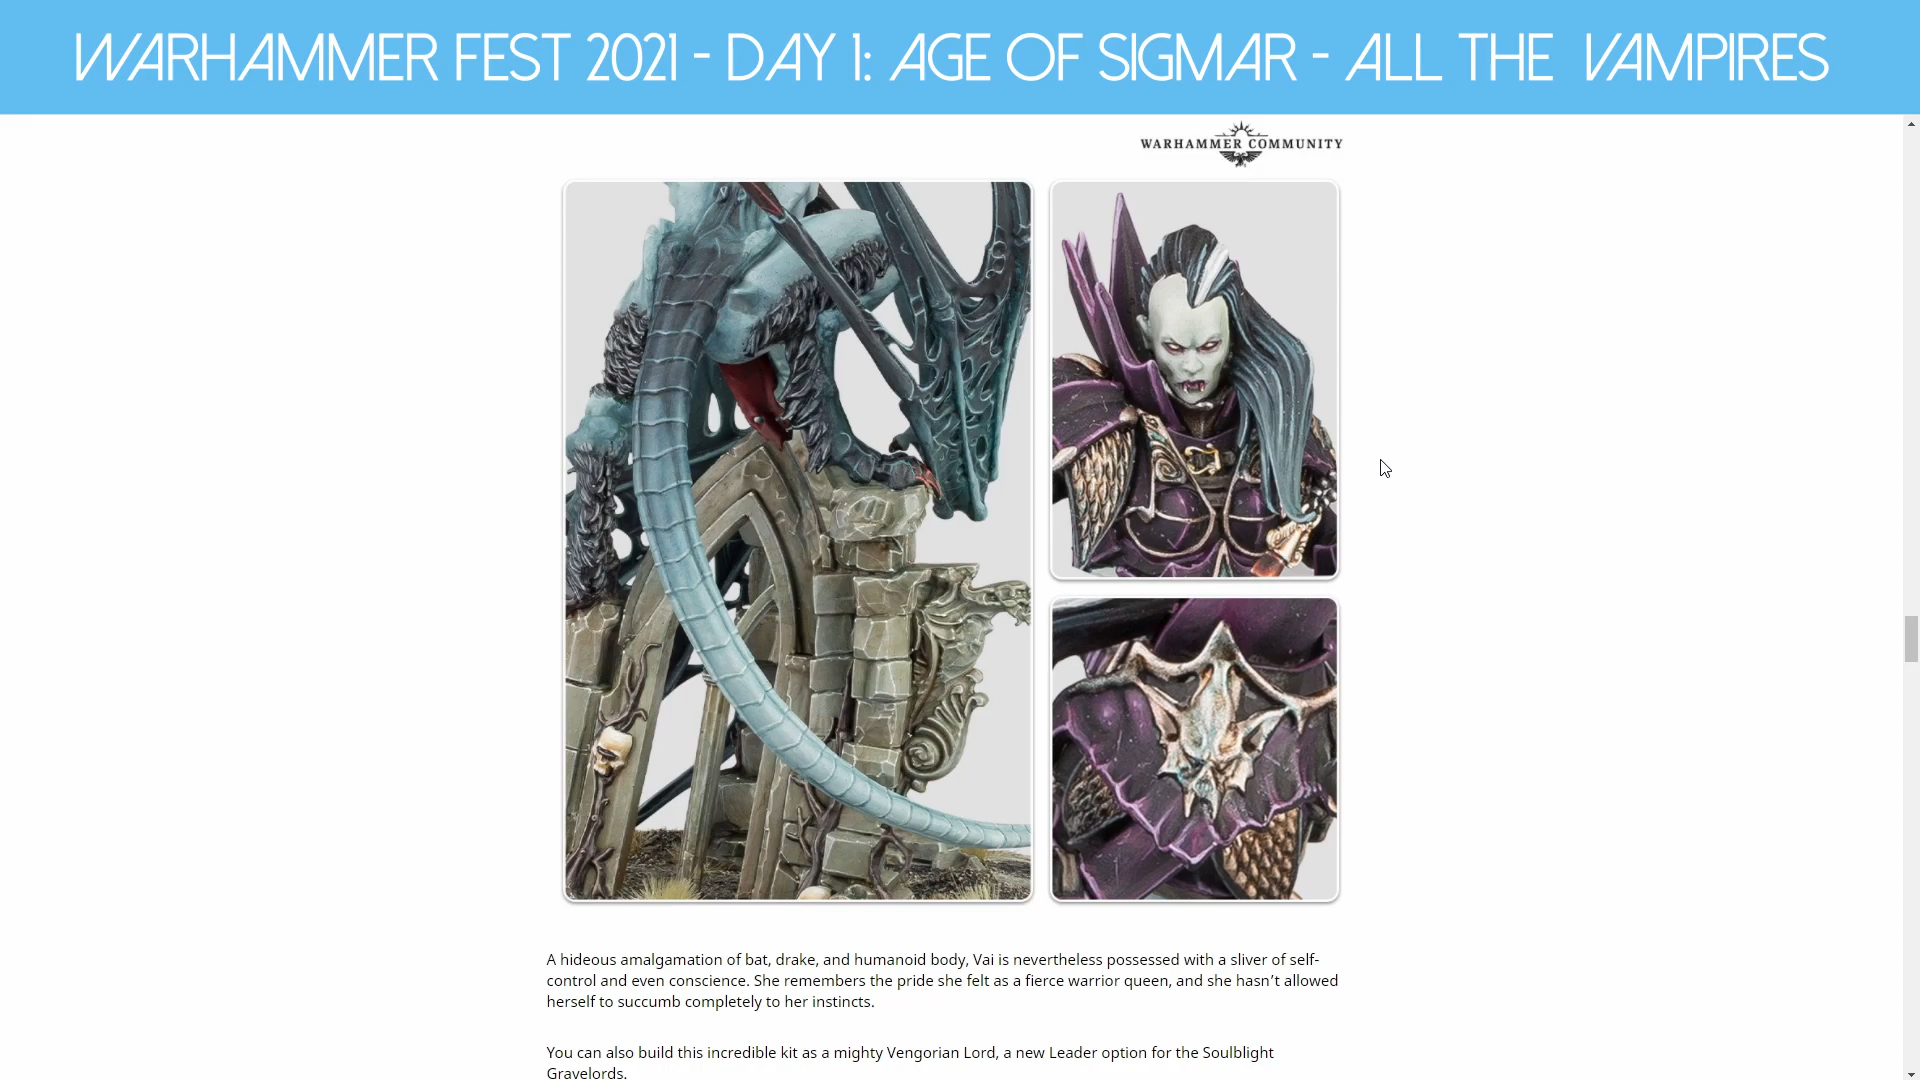 WARHAMMER FEST 2021 - DAY 1: AGE OF SIGMAR - ALL THE VAMPIRES
WARHAMMER COMMUNITY
A hideous amalgamation of bat, drake, and humanoid body, Vai is nevertheless possessed with a sliver of self-
control and even conscience. She remembers the pride she felt as a fierce warrior queen, and she hasn’t allowed
herself to succumb completely to her instincts.
You can also build this incredible kit as a mighty Vengorian Lord, a new Leader option for the Soulblight
Gravelords.